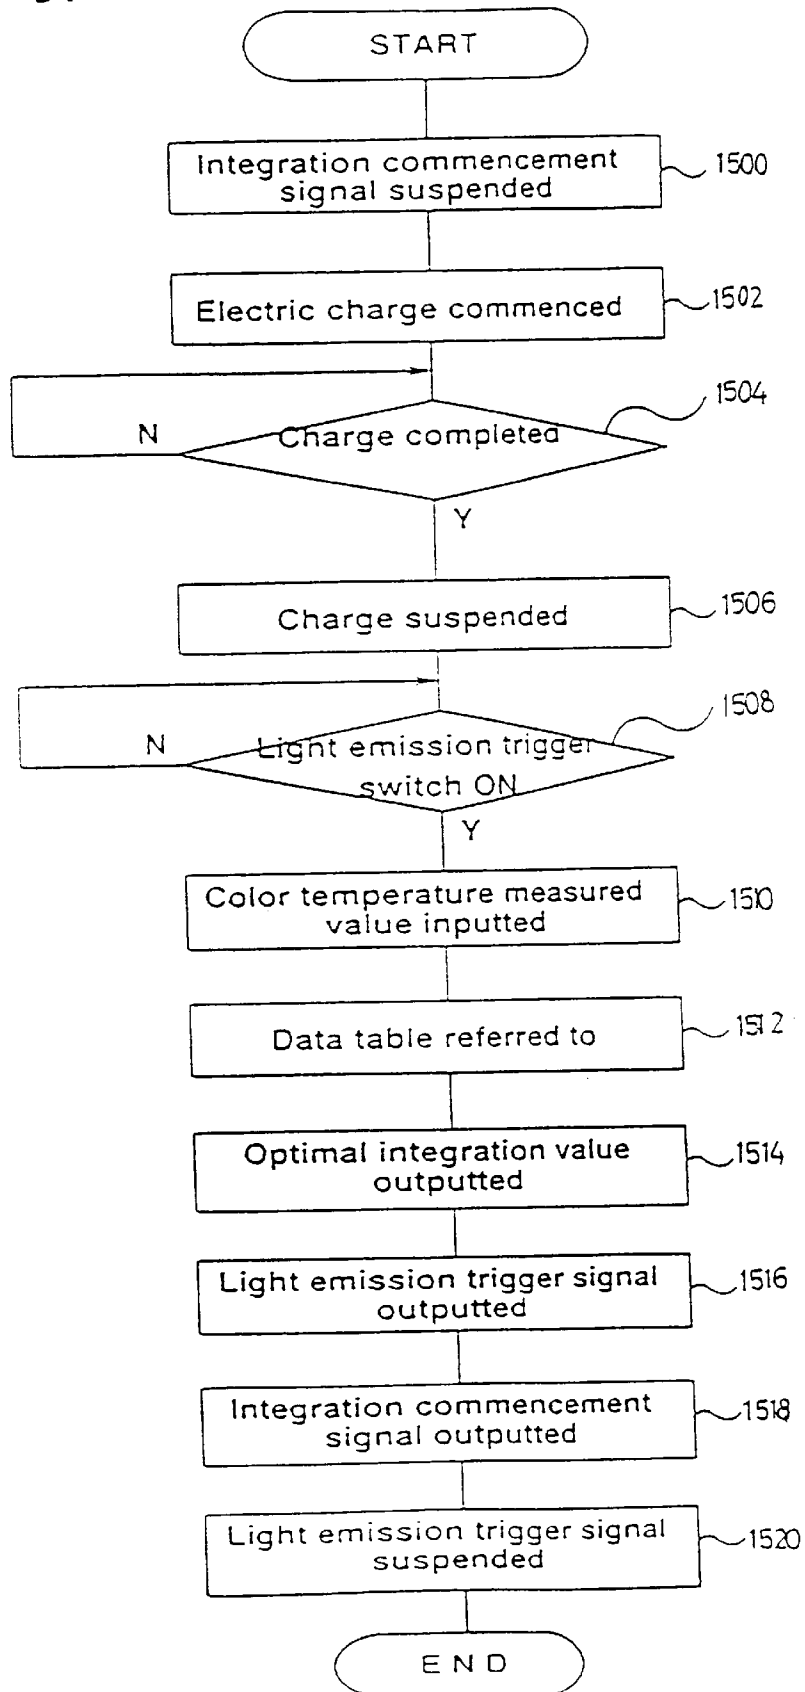 START
Integration commencement
signal suspended
1500
Electric charge commenced
1502
Charge completed
1504
N
Y
Charge suspended
1506
Light emission trigger
switch ON
1508
N
Y
Color temperature measured
value inputted
1510
Data table referred to
1512
Optimal integration value
outputted
1514
Light emission trigger signal
outputted
1516
Integration commencement
signal outputted
1518
Light emission trigger signal
suspended
1520
END